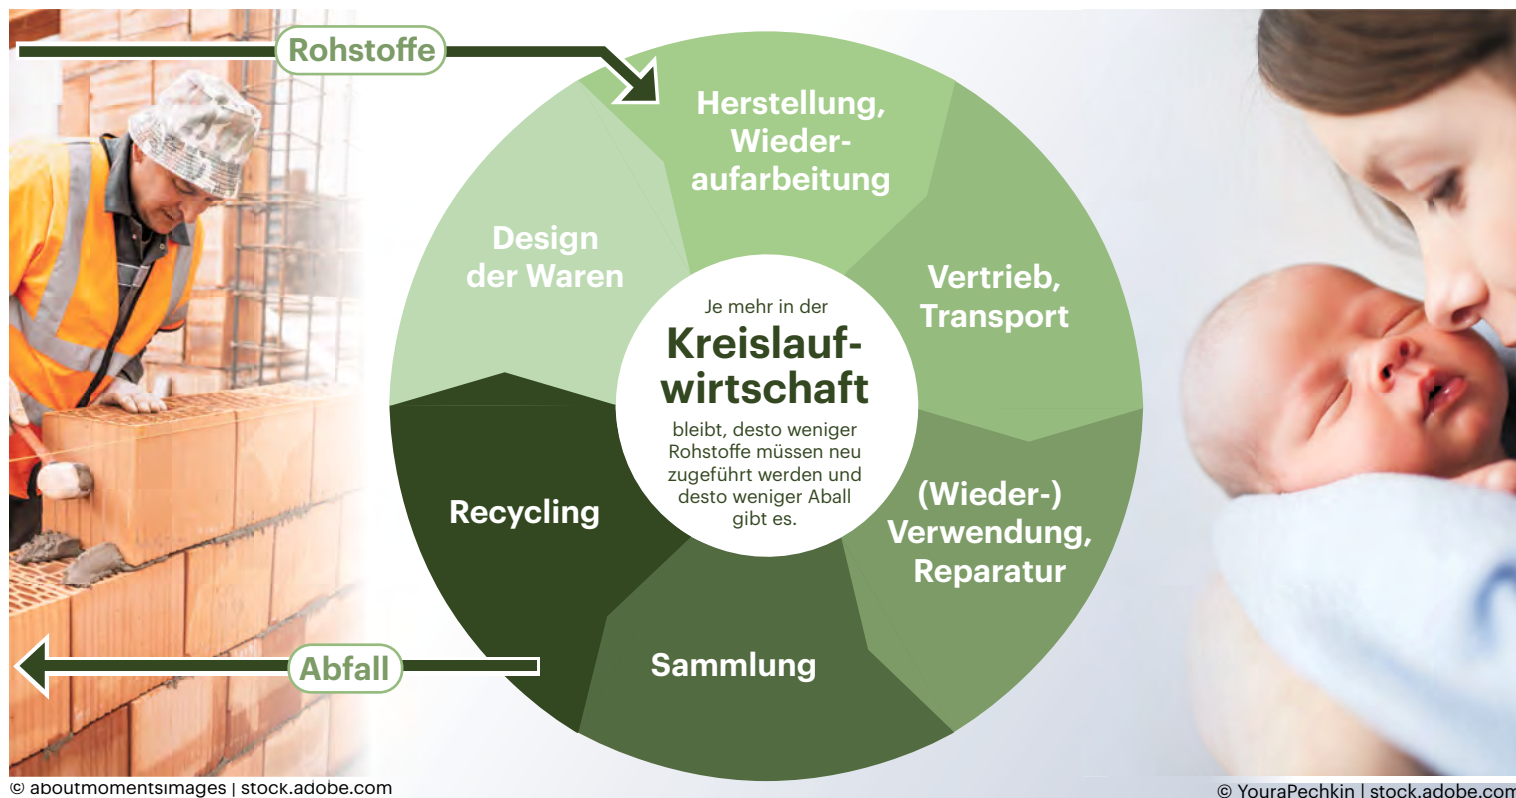 Rohstoffe
Herstellung,
Wieder-
aufarbeitung
Design
der Waren
Vertrieb,
Transport
Je mehr in der
Kreislauf-
wirtschaft
bleibt, desto weniger
Rohstoffe müssen neu
zugeführt werden und
desto weniger Aball
gibt es.
Recycling
(Wieder-)
Verwendung,
Reparatur
Sammlung
Abfall
© aboutmomentsimages | stock.adobe.com
© YouraPechkin | stock.adobe.com